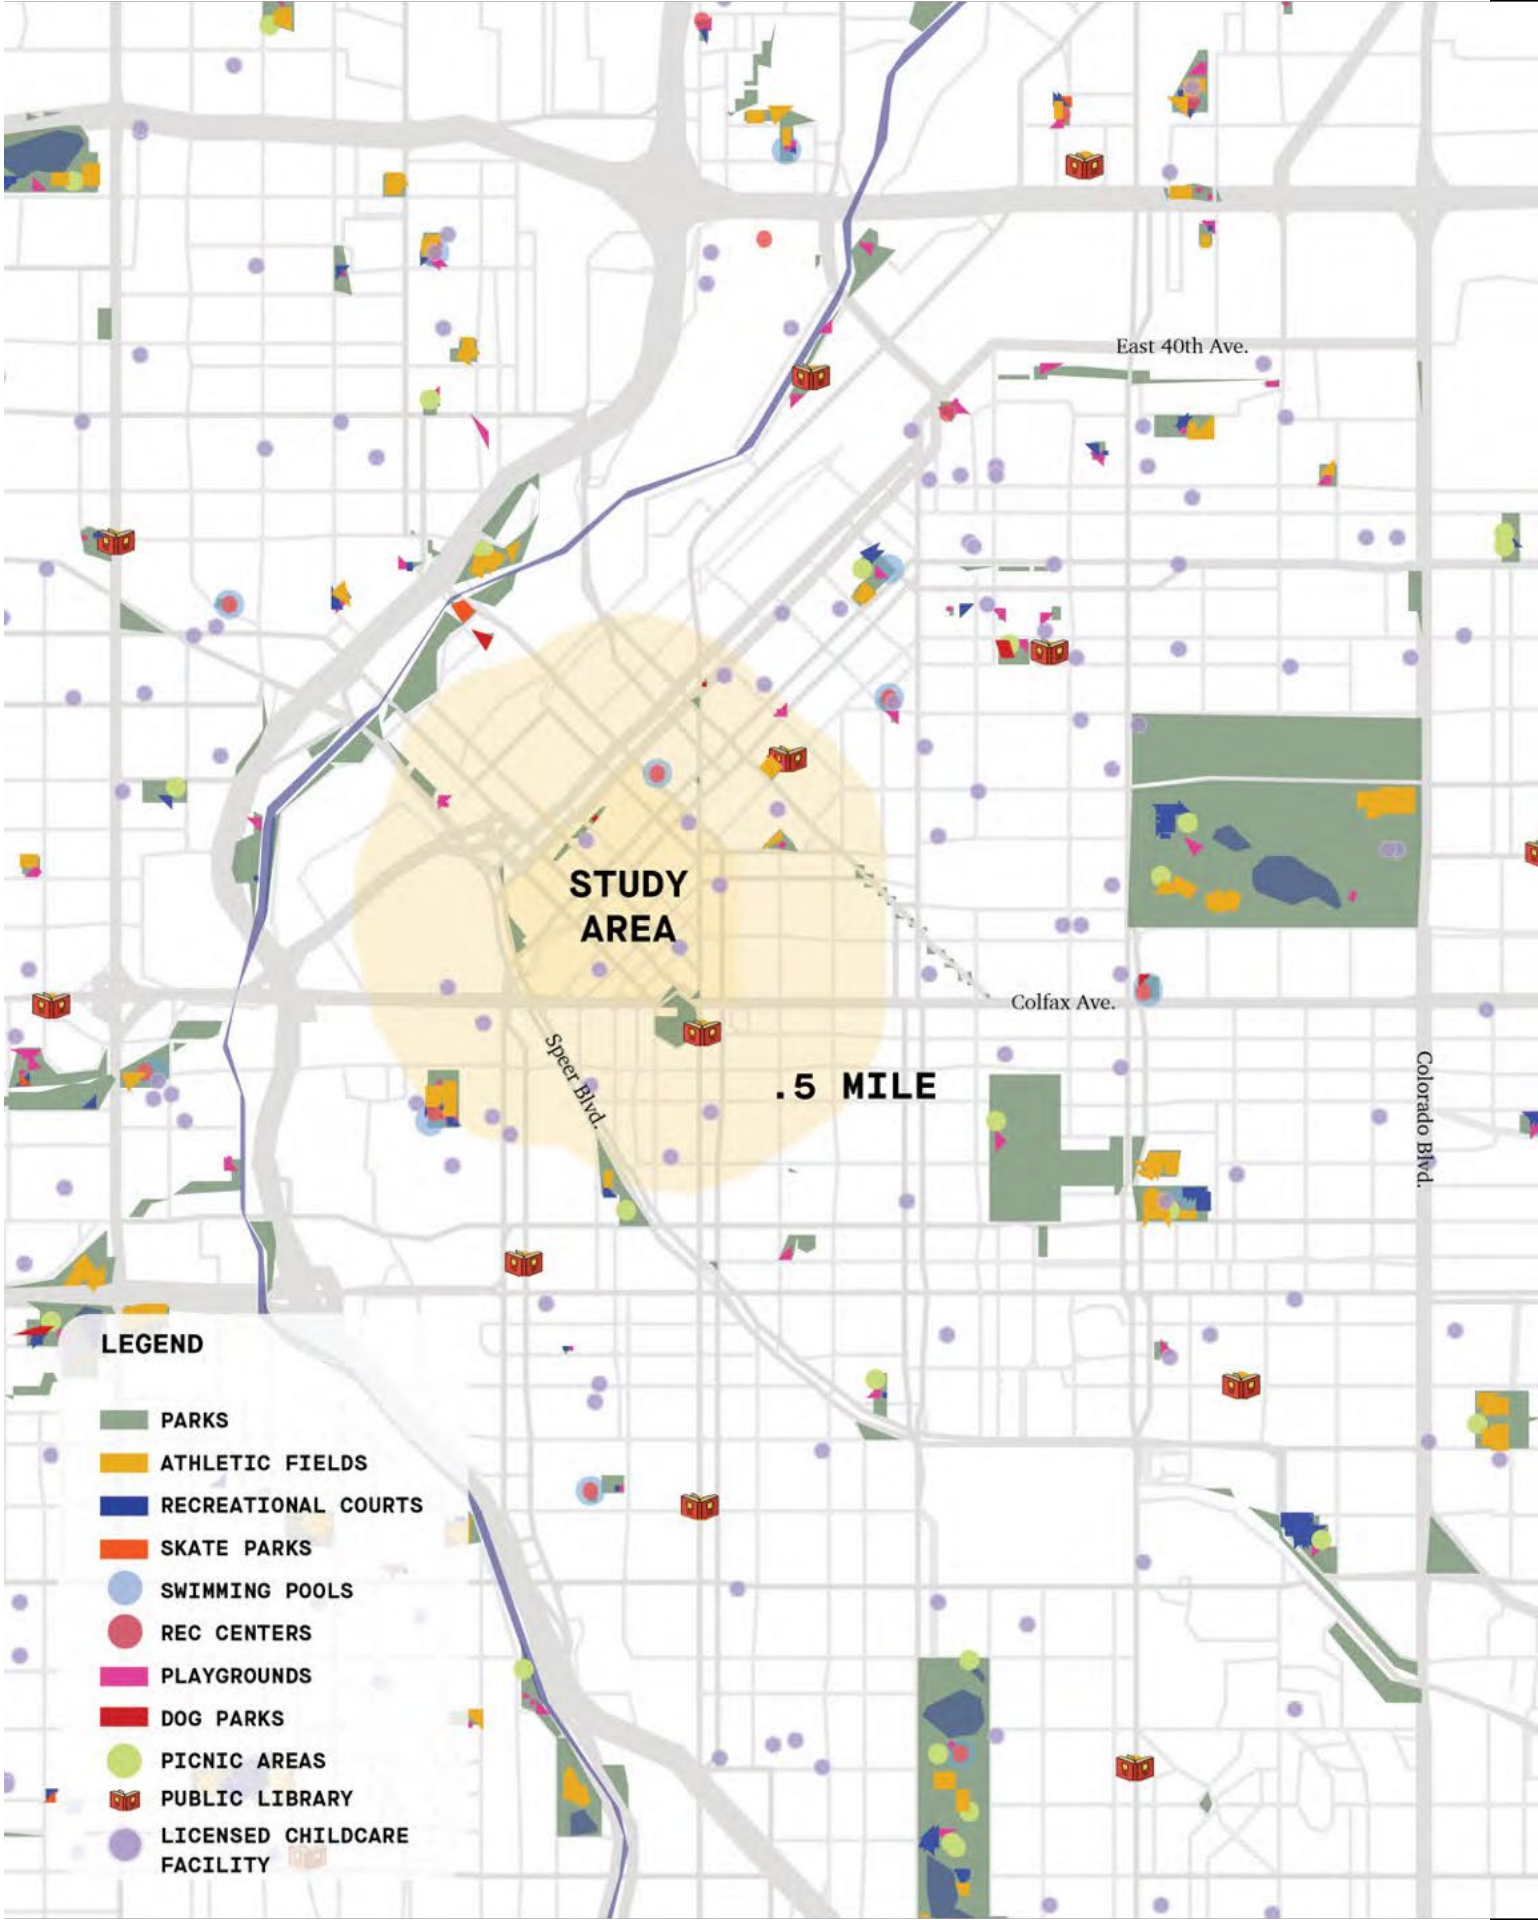 East 40th Ave.
STUDY
AREA
Colfax Ave.
Speer Blvd.
.5 MILE
Colorado Blvd.
LEGEND
PARKS
ATHLETIC FIELDS
RECREATIONAL COURTS
SKATE PARKS
SWIMMING POOLS
REC CENTERS
PLAYGROUNDS
DOG PARKS
PICNIC AREAS
PUBLIC LIBRARY
LICENSED CHILDCARE
FACILITY